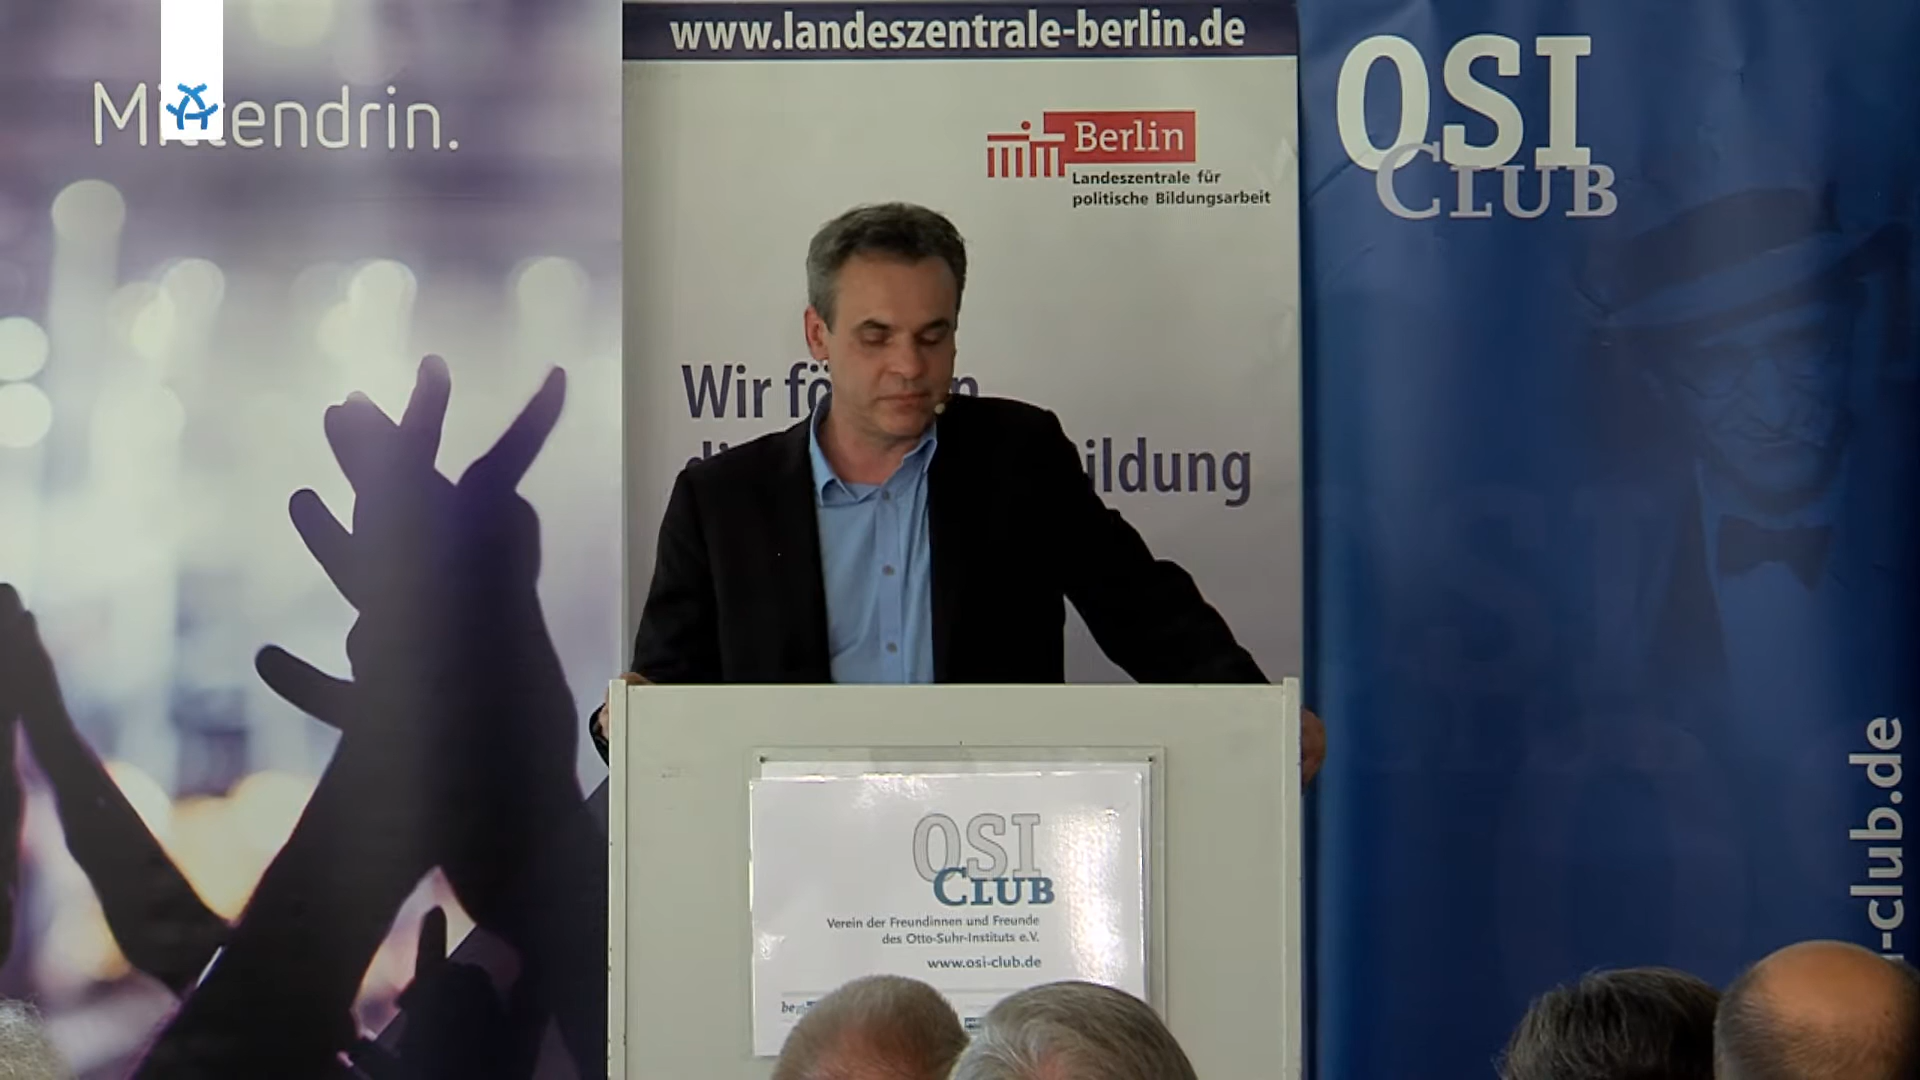 Mittendrin.
www.landeszentrale-berlin.de
Berlin
Landeszentrale für
politische Bildungsarbeit
Wir
ildung
OSI
CLUB
-club.de
OSI
CLUB
Verein der Freundinnen und Freunde
des Otto-Suhr-Instituts e.V.
www.osi-club.de